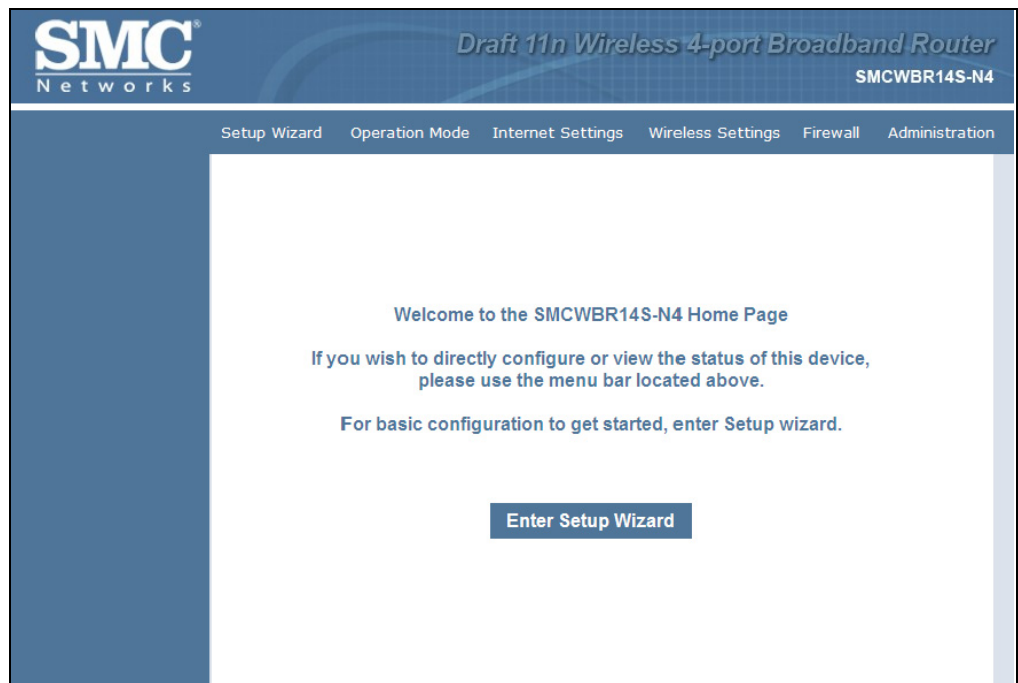 SMC®
Networks
Draft 11n Wireless 4-port Broadband Router
SMCWBR14S-N4
Setup Wizard Operation Mode Internet Settings Wireless Settings Firewall Administration
Welcome to the SMCWBR14S-N4 Home Page
If you wish to directly configure or view the status of this device,
please use the menu bar located above.
For basic configuration to get started, enter Setup wizard.
Enter Setup Wizard